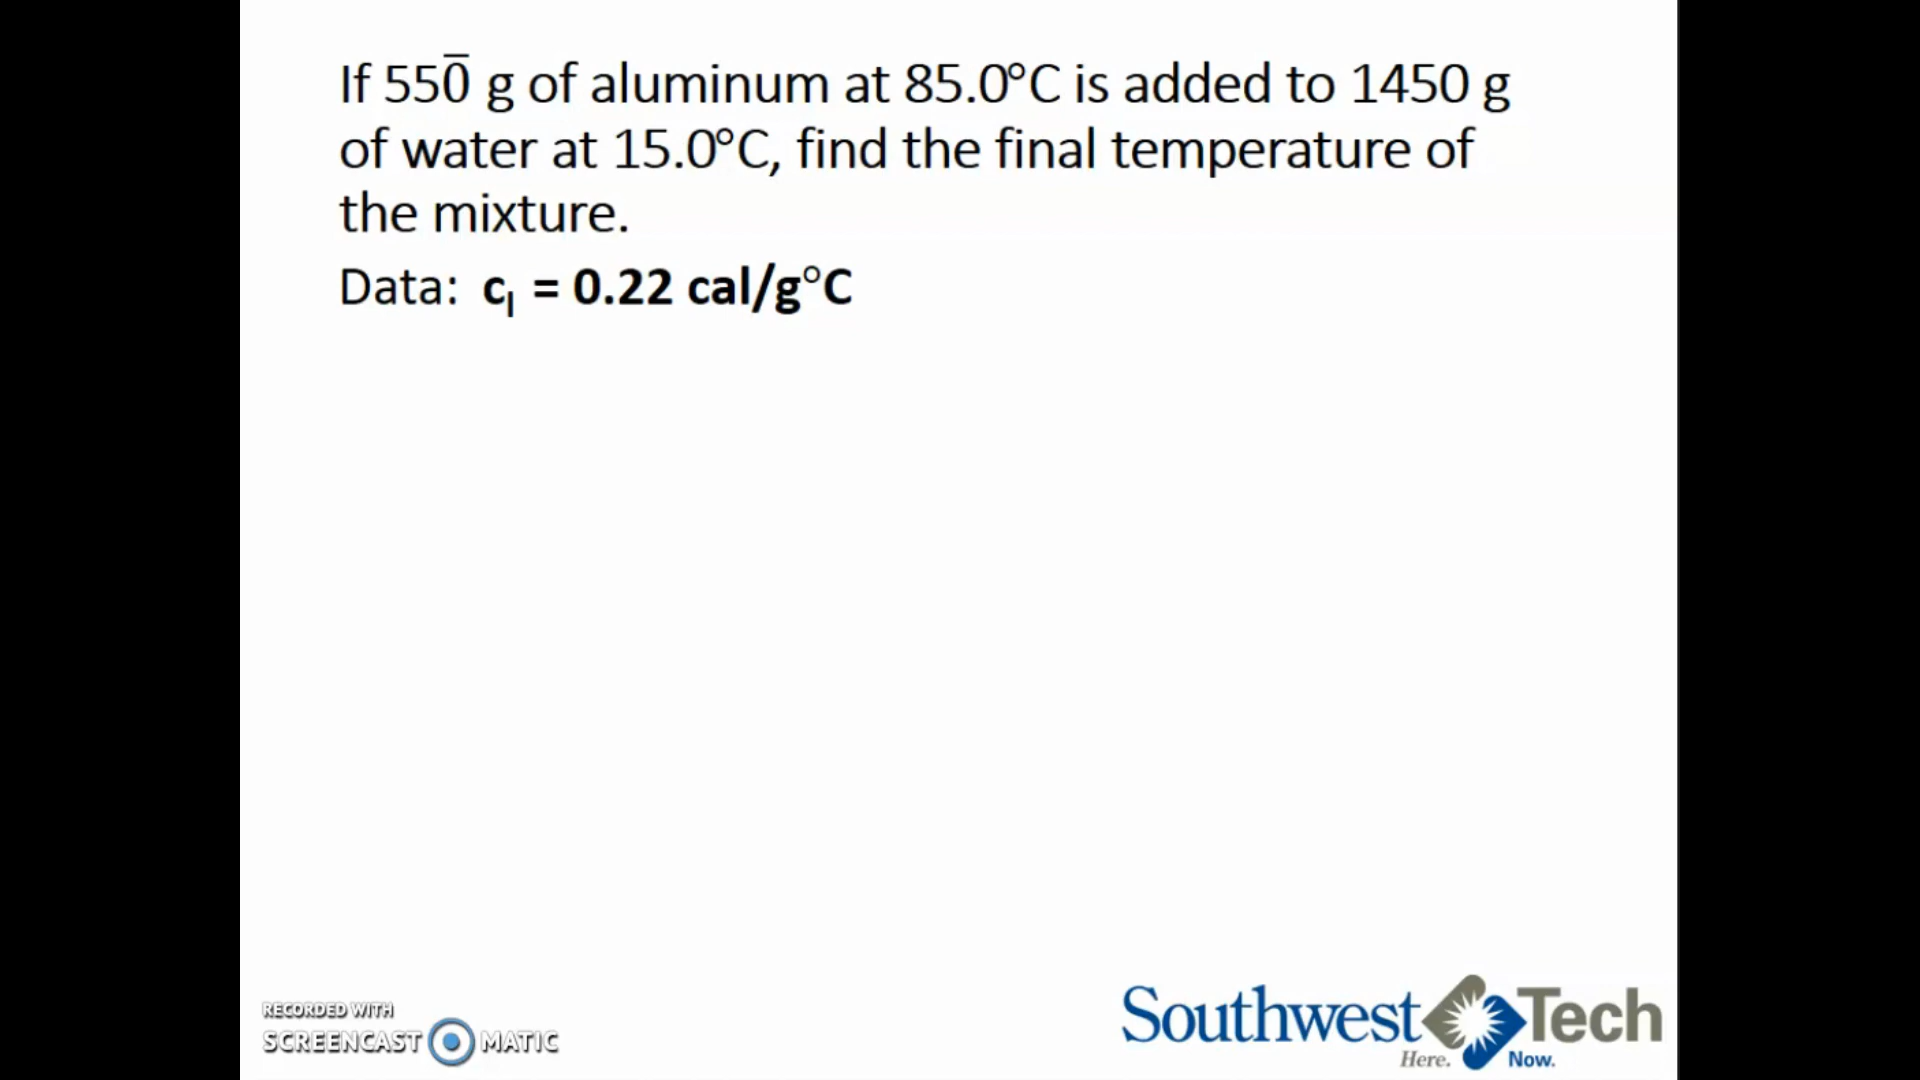 If 550̅ g of aluminum at 85.0°C is added to 1450 g
of water at 15.0°C, find the final temperature of
the mixture.
Data: cₗ = 0.22 cal/g°C
RECORDED WITH
SCREENCAST MATIC
Southwest Tech
Here. Now.